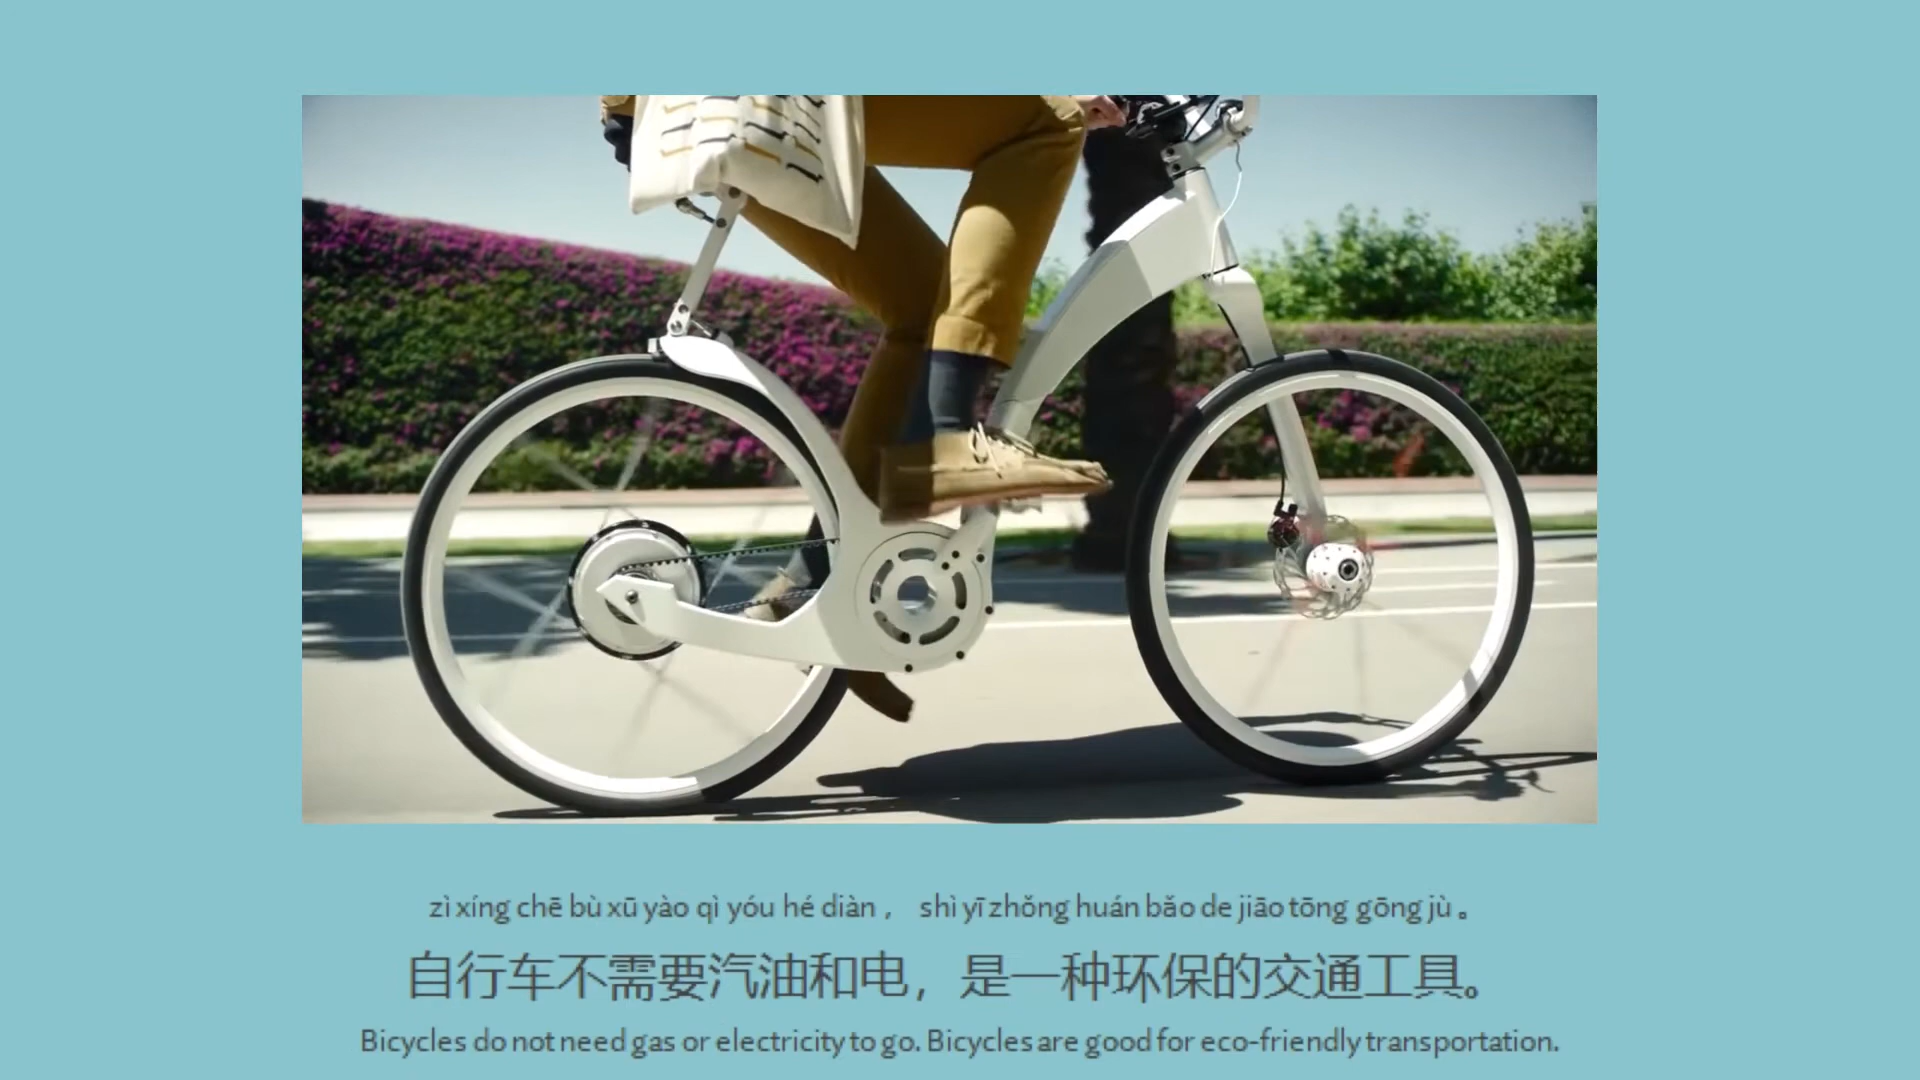 zì xíng chē bù xū yào qì yóu hé diàn， shì yī zhǒng huán bǎo de jiāo tōng gōng jù 。
自行车不需要汽油和电，是一种环保的交通工具。
Bicycles do not need gas or electricity to go. Bicycles are good for eco-friendly transportation.